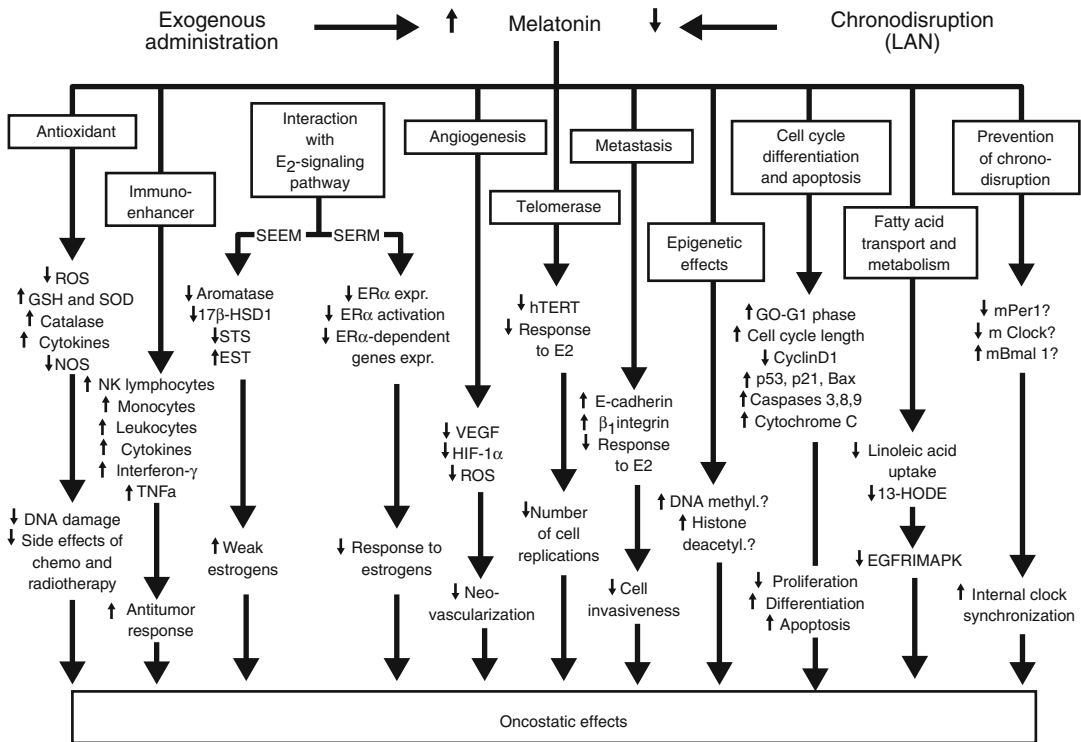 Exogenous
administration
↑ Melatonin ↓
Chronodisruption
(LAN)
Antioxidant
↓ROS
↑GSH and SOD
↑ Catalase
↑ Cytokines
↓NOS
↓DNA damage
↓Side effects of
chemo and
radiotherapy
Immuno-
enhancer
↑ NK lymphocytes
↑ Monocytes
↑ Leukocytes
↑ Cytokines
↑ Interferon-γ
↑TNFa
↑ Antitumor
response
Interaction
with
E2-signaling
pathway
SEEM
SERM
↓Aromatase
↓17β-HSD1
↓STS
↑EST
↑Weak
estrogens
↓ ERα expr.
↓ ERα activation
↓ ERα-dependent
genes expr.
↓ Response to
estrogens
Angiogenesis
↓ VEGF
↓HIF-1α
↓ROS
↓ Neo-
vascularization
Telomerase
↓hTERT
↓ Response
to E2
↓Number
of cell
replications
Metastasis
↑ E-cadherin
↑ β1 integrin
↓ Response
to E2
↓ Cell
invasiveness
Epigenetic
effects
↑DNA methyl.?
↑ Histone
deacetyl.?
Cell cycle
differentiation
and apoptosis
↑GO-G1 phase
↑ Cell cycle length
↓CyclinD1
↑p53, p21, Bax
↑Caspases 3,8,9
↑Cytochrome C
↓ Proliferation
↑ Differentiation
↑ Apoptosis
Fatty acid
transport and
metabolism
↓ Linoleic acid
uptake
↓13-HODE
↓EGFRIMAPK
Prevention
of chrono-
disruption
↓ mPer1?
↓ m Clock?
↑mBmal 1?
↑ Internal clock
synchronization
Oncostatic effects